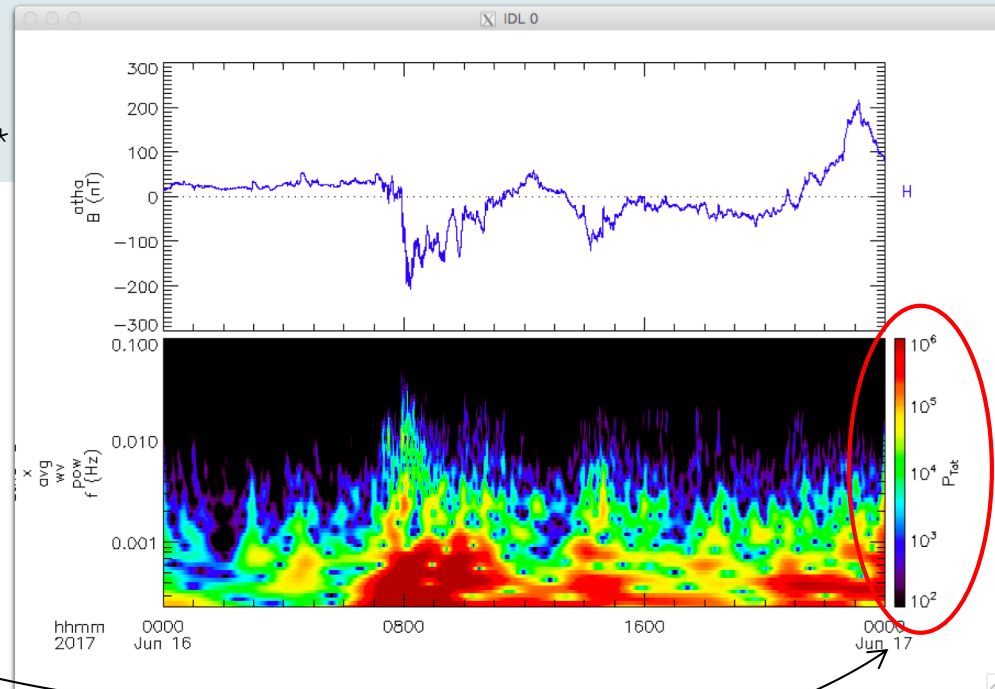 IDL 0
*
300
200
100
0
−100
−200
−300
atha
B (nT)
H
0.100
0.010
0.001
x
avg
wv
pow
f (Hz)
10⁶
10⁵
10⁴
10³
10²
P_Tot
hhmm 0000 0800 1600 0000
2017 Jun 16 Jun 17